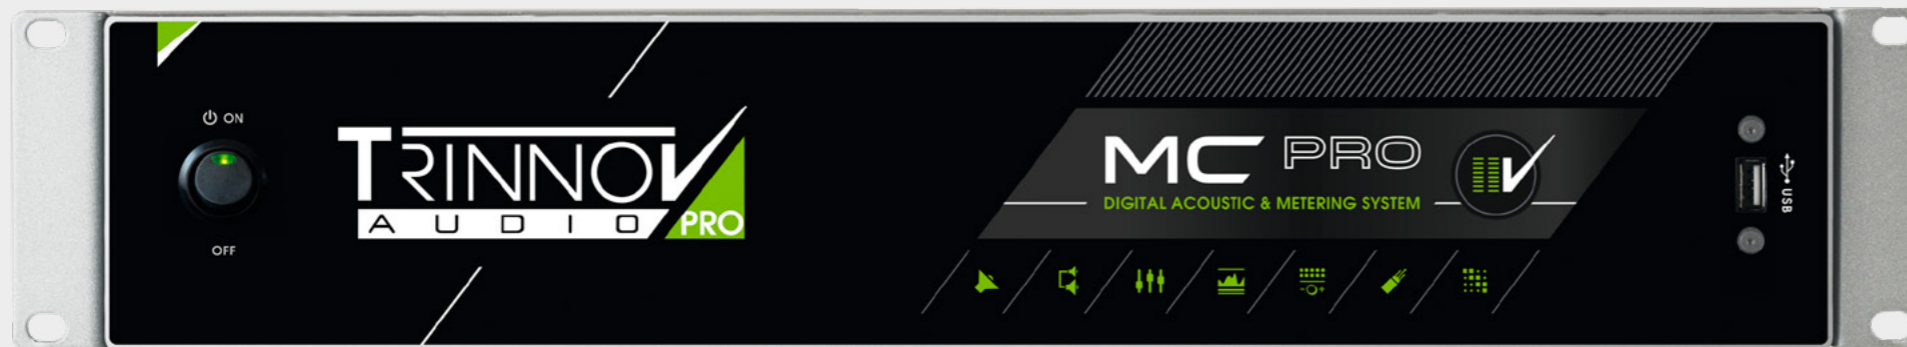 ON
OFF
TRINNOV
AUDIO PRO
MC PRO
DIGITAL ACOUSTIC & METERING SYSTEM
USB